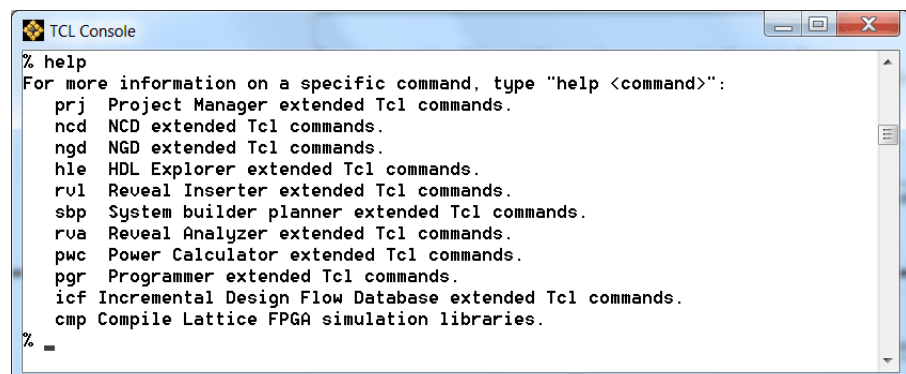 TCL Console
% help
For more information on a specific command, type "help <command>":
prj Project Manager extended Tcl commands.
ncd NCD extended Tcl commands.
ngd NGD extended Tcl commands.
hle HDL Explorer extended Tcl commands.
rvl Reveal Inserter extended Tcl commands.
sbp System builder planner extended Tcl commands.
rva Reveal Analyzer extended Tcl commands.
pwc Power Calculator extended Tcl commands.
pgr Programmer extended Tcl commands.
icf Incremental Design Flow Database extended Tcl commands.
cmp Compile Lattice FPGA simulation libraries.
% _